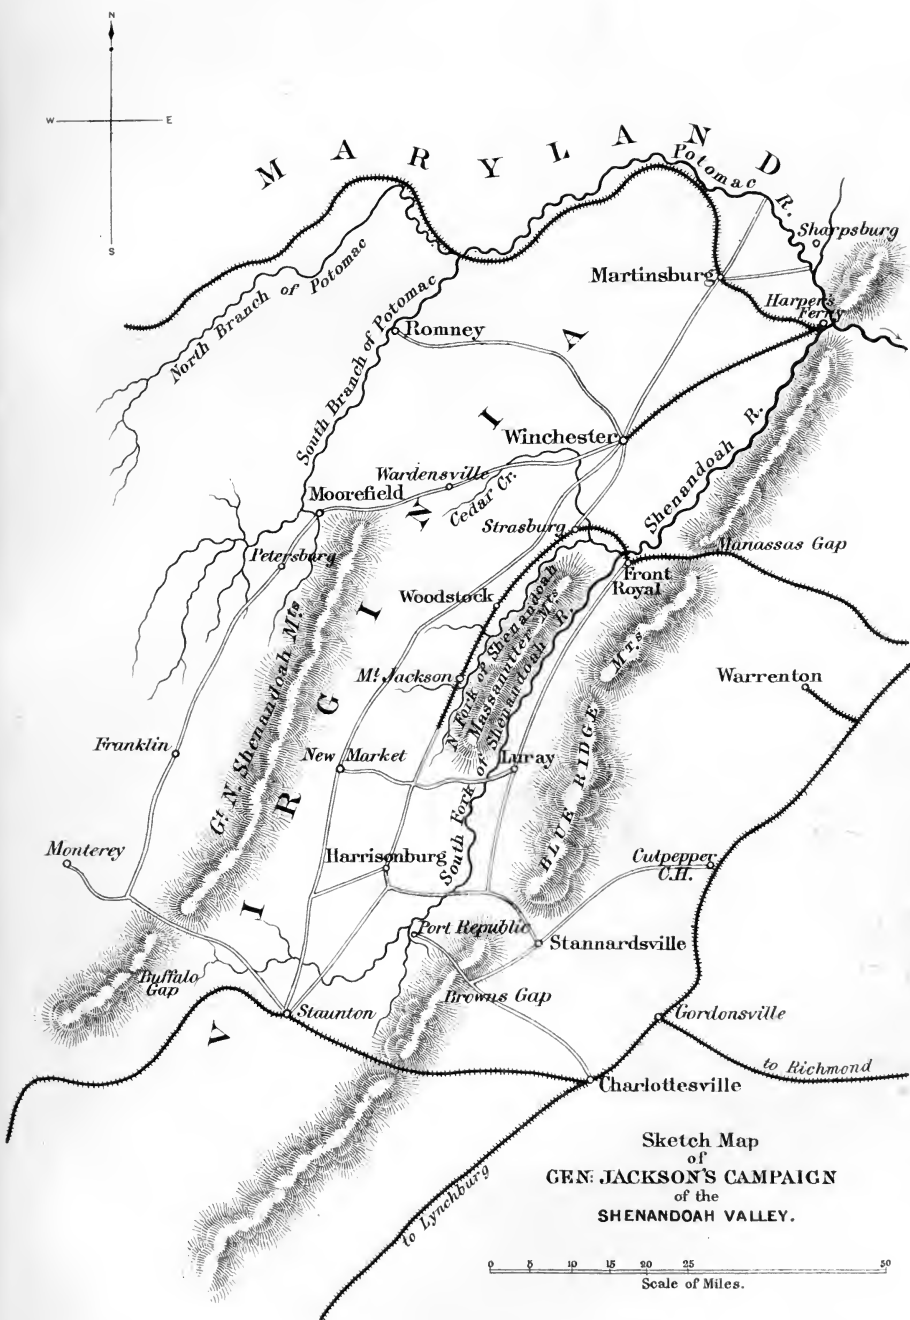 N
W E
S
MARYLAND
Potomac R.
Sharpsburg
North Branch of Potomac
South Branch of Potomac
Martinsburg
Harper's
Ferry
Romney
VIRGINIA
Winchester
Shenandoah R.
Wardensville
Cedar Cr.
Moorefield
Strasburg
Manassas Gap
Petersburg
Front
Royal
Woodstock
N Fork of Shenandoah
Massanutter Mts
South Fork of Shenandoah R.
BLUE RIDGE MTS
Mt. Jackson
Warrenton
Gt. N. Shenandoah Mts
Franklin
New Market
Luray
Monterey
Harrisonburg
Culpepper
C.H.
Port Republic
Stannardsville
Buffalo
Gap
Browns Gap
Staunton
Gordonsville
to Richmond
Charlottesville
to Lynchburg
Sketch Map
of
GEN: JACKSON'S CAMPAIGN
of the
SHENANDOAH VALLEY.
0 5 10 15 20 25 50
Scale of Miles.